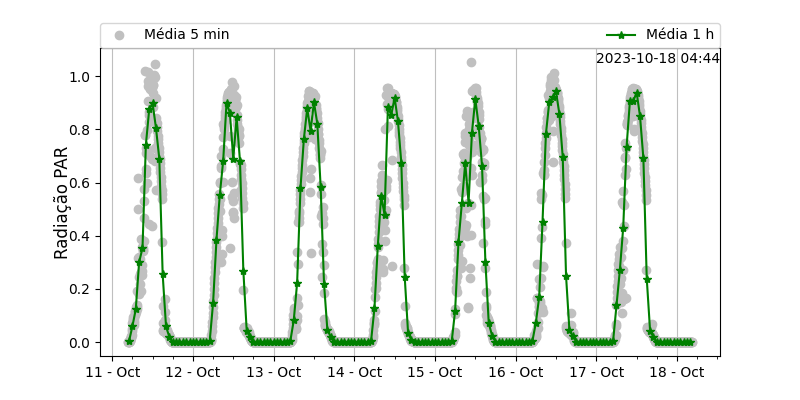 Média 5 min
Média 1 h
2023-10-18 04:44
Radiação PAR
1.0
0.8
0.6
0.4
0.2
0.0
11 - Oct
12 - Oct
13 - Oct
14 - Oct
15 - Oct
16 - Oct
17 - Oct
18 - Oct